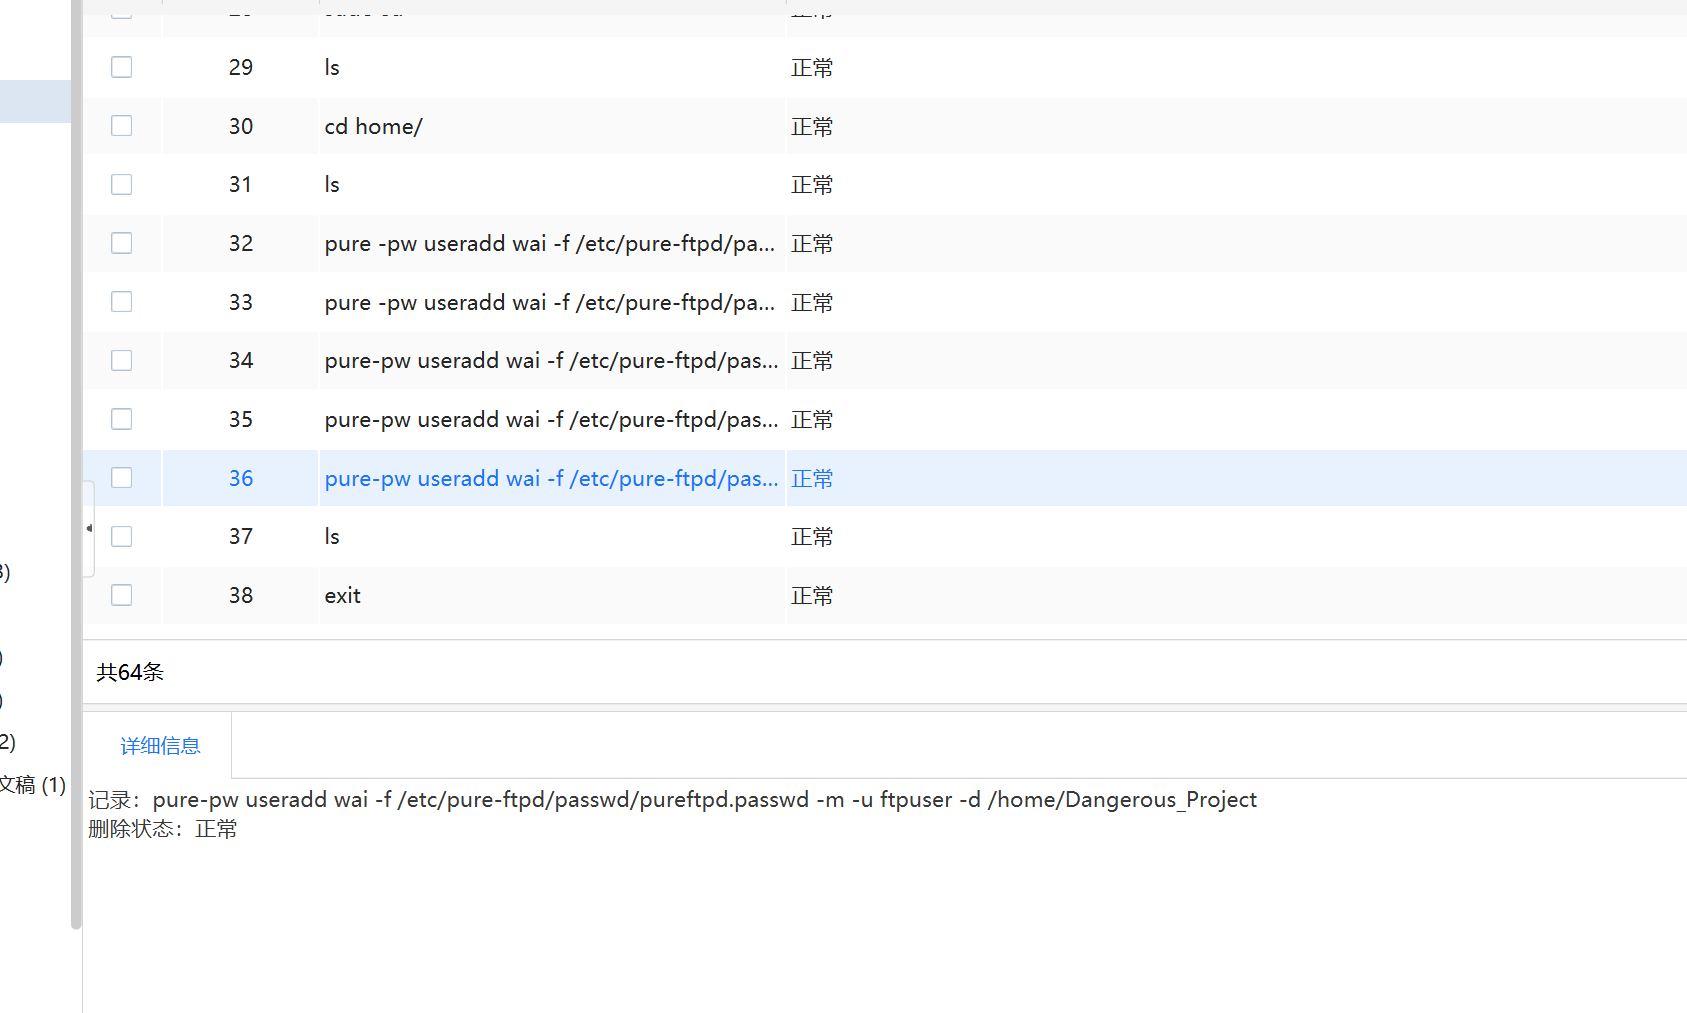 29 ls 正常
30 cd home/ 正常
31 ls 正常
32 pure -pw useradd wai -f /etc/pure-ftpd/pa... 正常
33 pure -pw useradd wai -f /etc/pure-ftpd/pa... 正常
34 pure-pw useradd wai -f /etc/pure-ftpd/pas... 正常
35 pure-pw useradd wai -f /etc/pure-ftpd/pas... 正常
36 pure-pw useradd wai -f /etc/pure-ftpd/pas... 正常
37 ls 正常
3)
38 exit 正常
)
共64条
)
2)
详细信息
文稿 (1)
记录：pure-pw useradd wai -f /etc/pure-ftpd/passwd/pureftpd.passwd -m -u ftpuser -d /home/Dangerous_Project
删除状态：正常